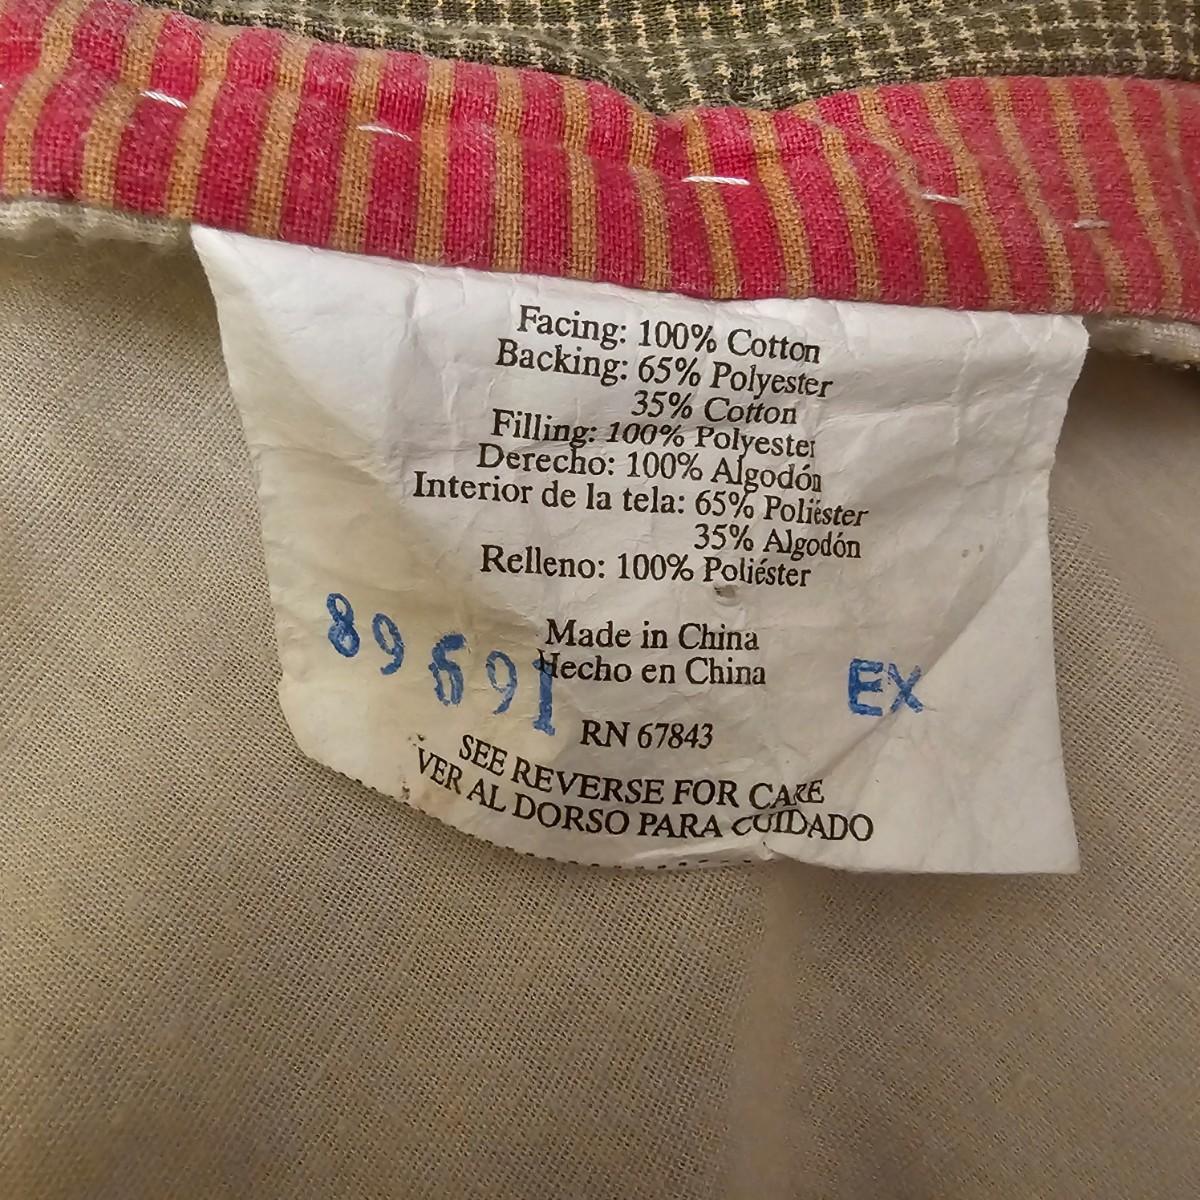 Facing: 100% Cotton
Backing: 65% Polyester
35% Cotton
Filling: 100% Polyester
Derecho: 100% Algodón
Interior de la tela: 65% Poliéster
35% Algodón
Relleno: 100% Poliéster
Made in China
Hecho en China
89691
EX
RN 67843
SEE REVERSE FOR CARE
VER AL DORSO PARA CUIDADO